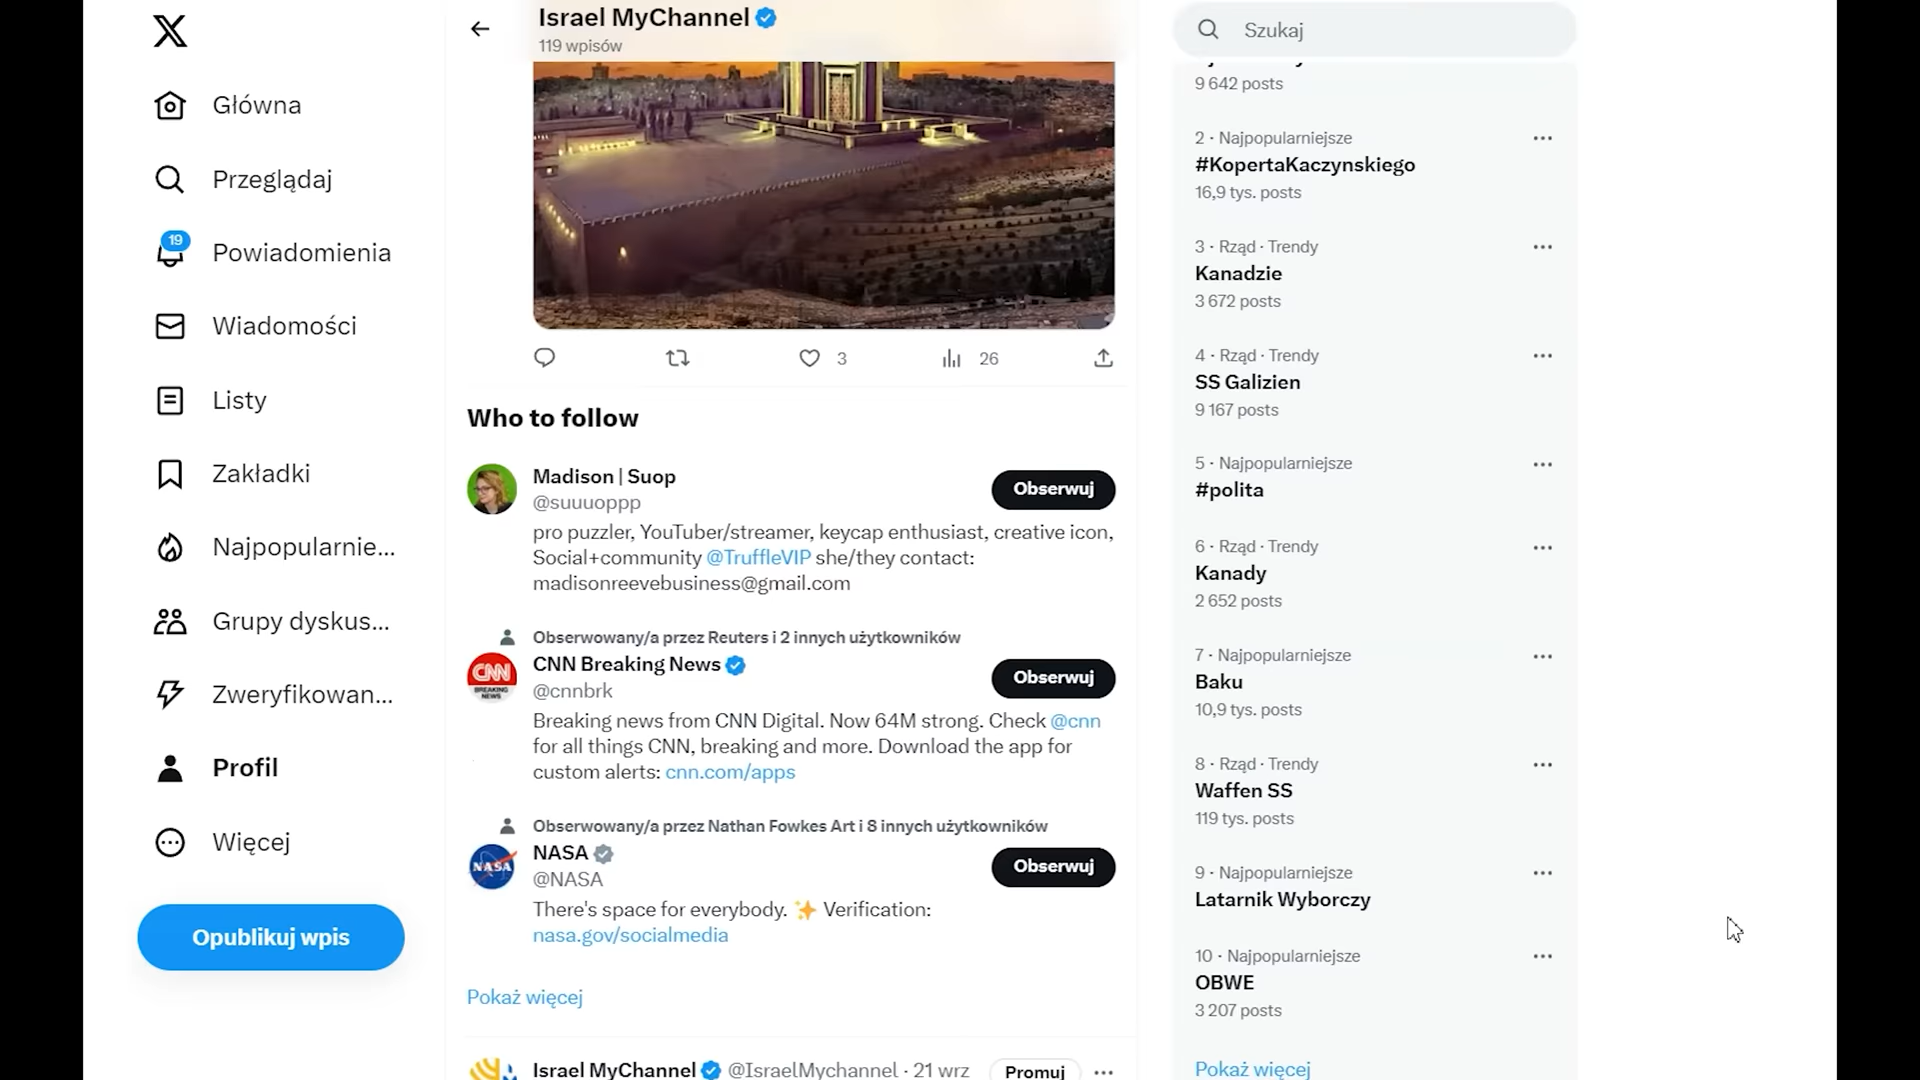 Główna
Przeglądaj
19
Powiadomienia
Wiadomości
Listy
Zakładki
Najpopularnie...
Grupy dyskus...
Zweryfikowan...
Profil
Więcej
Opublikuj wpis
Israel MyChannel
119 wpisów
3
26
Who to follow
Madison | Suop
@suuuoppp
Obserwuj
pro puzzler, YouTuber/streamer, keycap enthusiast, creative icon,
Social+community @TruffleVIP she/they contact:
madisonreevebusiness@gmail.com
Obserwowany/a przez Reuters i 2 innych użytkowników
CNN
BREAKING
NEWS
CNN Breaking News
@cnnbrk
Obserwuj
Breaking news from CNN Digital. Now 64M strong. Check @cnn
for all things CNN, breaking and more. Download the app for
custom alerts: cnn.com/apps
Obserwowany/a przez Nathan Fowkes Art i 8 innych użytkowników
NASA
NASA
@NASA
Obserwuj
There's space for everybody. ✨ Verification:
nasa.gov/socialmedia
Pokaż więcej
Israel MyChannel @IsraelMychannel · 21 wrz
Promuj
Szukaj
9 642 posts
2 · Najpopularniejsze
#KopertaKaczynskiego
16,9 tys. posts
3 · Rząd · Trendy
Kanadzie
3 672 posts
4 · Rząd · Trendy
SS Galizien
9 167 posts
5 · Najpopularniejsze
#polita
6 · Rząd · Trendy
Kanady
2 652 posts
7 · Najpopularniejsze
Baku
10,9 tys. posts
8 · Rząd · Trendy
Waffen SS
119 tys. posts
9 · Najpopularniejsze
Latarnik Wyborczy
10 · Najpopularniejsze
OBWE
3 207 posts
Pokaż więcej